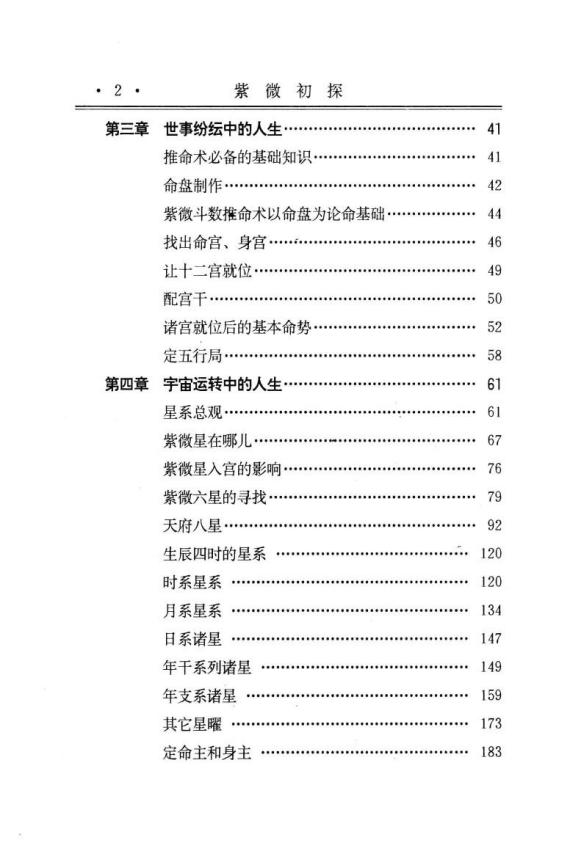 · 2 · 紫微初探
第三章 世事纷纭中的人生 41
推命术必备的基础知识 41
命盘制作 42
紫微斗数推命术以命盘为论命基础 44
找出命宫、身宫 46
让十二宫就位 49
配宫干 50
诸宫就位后的基本命势 52
定五行局 58
第四章 宇宙运转中的人生 61
星系总观 61
紫微星在哪儿 67
紫微星入宫的影响 76
紫微六星的寻找 79
天府八星 92
生辰四时的星系 120
时系星系 120
月系星系 134
日系诸星 147
年干系列诸星 149
年支系诸星 159
其它星曜 173
定命主和身主 183